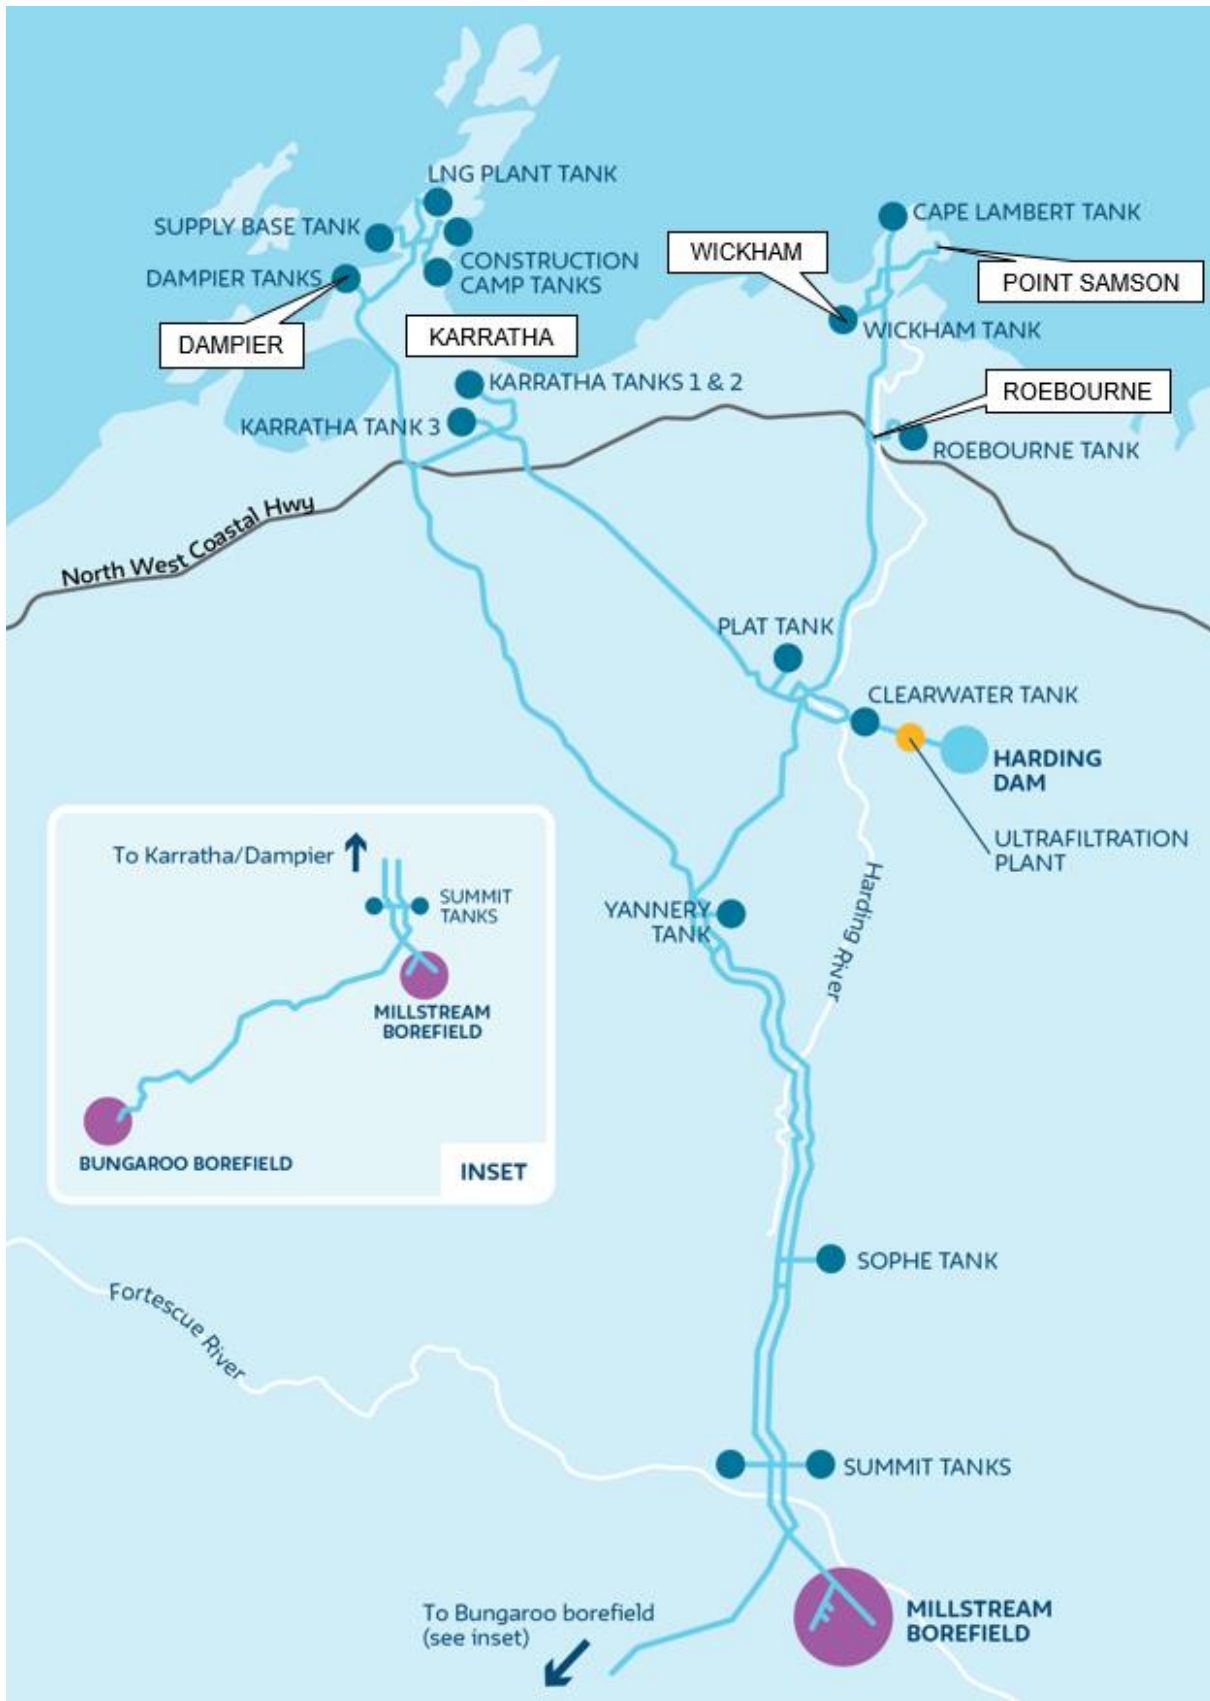 LNG PLANT TANK
SUPPLY BASE TANK
CAPE LAMBERT TANK
WICKHAM
DAMPIER TANKS
CONSTRUCTION
CAMP TANKS
POINT SAMSON
DAMPIER
KARRATHA
WICKHAM TANK
KARRATHA TANKS 1 & 2
ROEBOURNE
KARRATHA TANK 3
ROEBOURNE TANK
North West Coastal Hwy
PLAT TANK
CLEARWATER TANK
HARDING
DAM
ULTRAFILTRATION
PLANT
To Karratha/Dampier
SUMMIT
TANKS
MILLSTREAM
BOREFIELD
BUNGAROO BOREFIELD
INSET
YANNERY
TANK
Harding River
SOPHE TANK
Fortescue River
SUMMIT TANKS
To Bungaroo borefield
(see inset)
MILLSTREAM
BOREFIELD